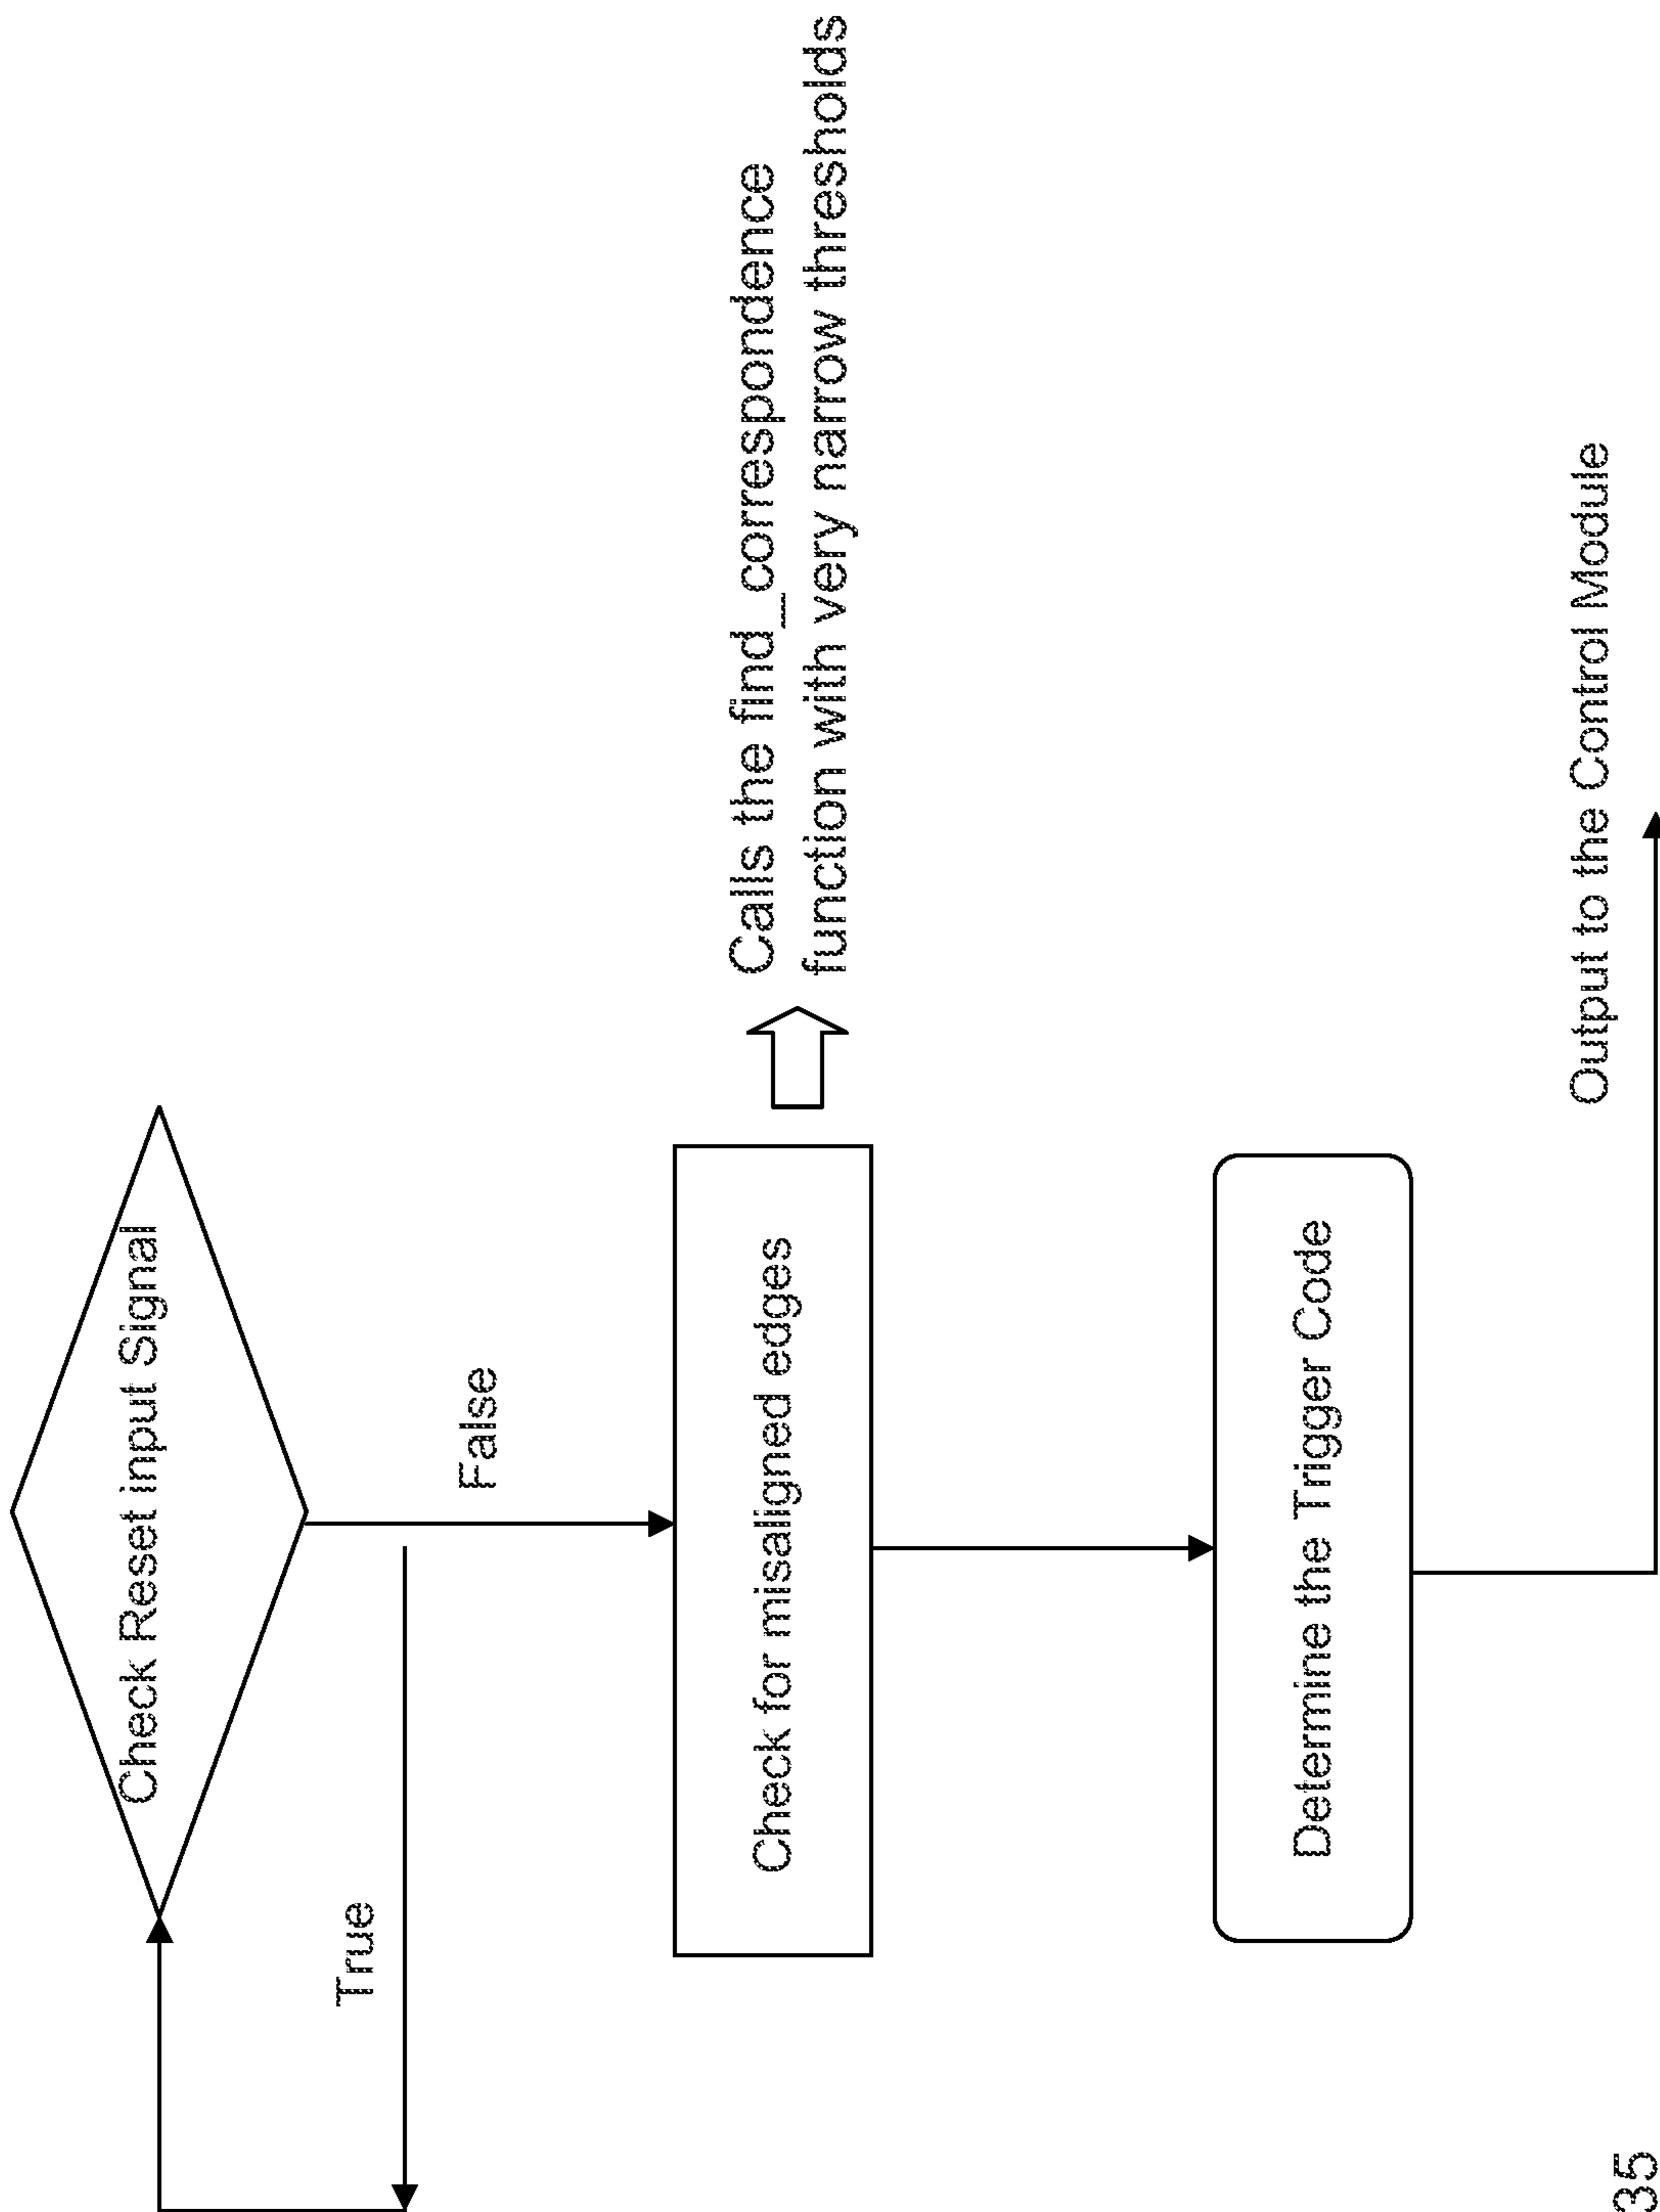 Check Reset input Signal
True
False
Check for misaligned edges
Calls the find_correspondence
function with very narrow thresholds
Determine the Trigger Code
Output to the Control Module
35